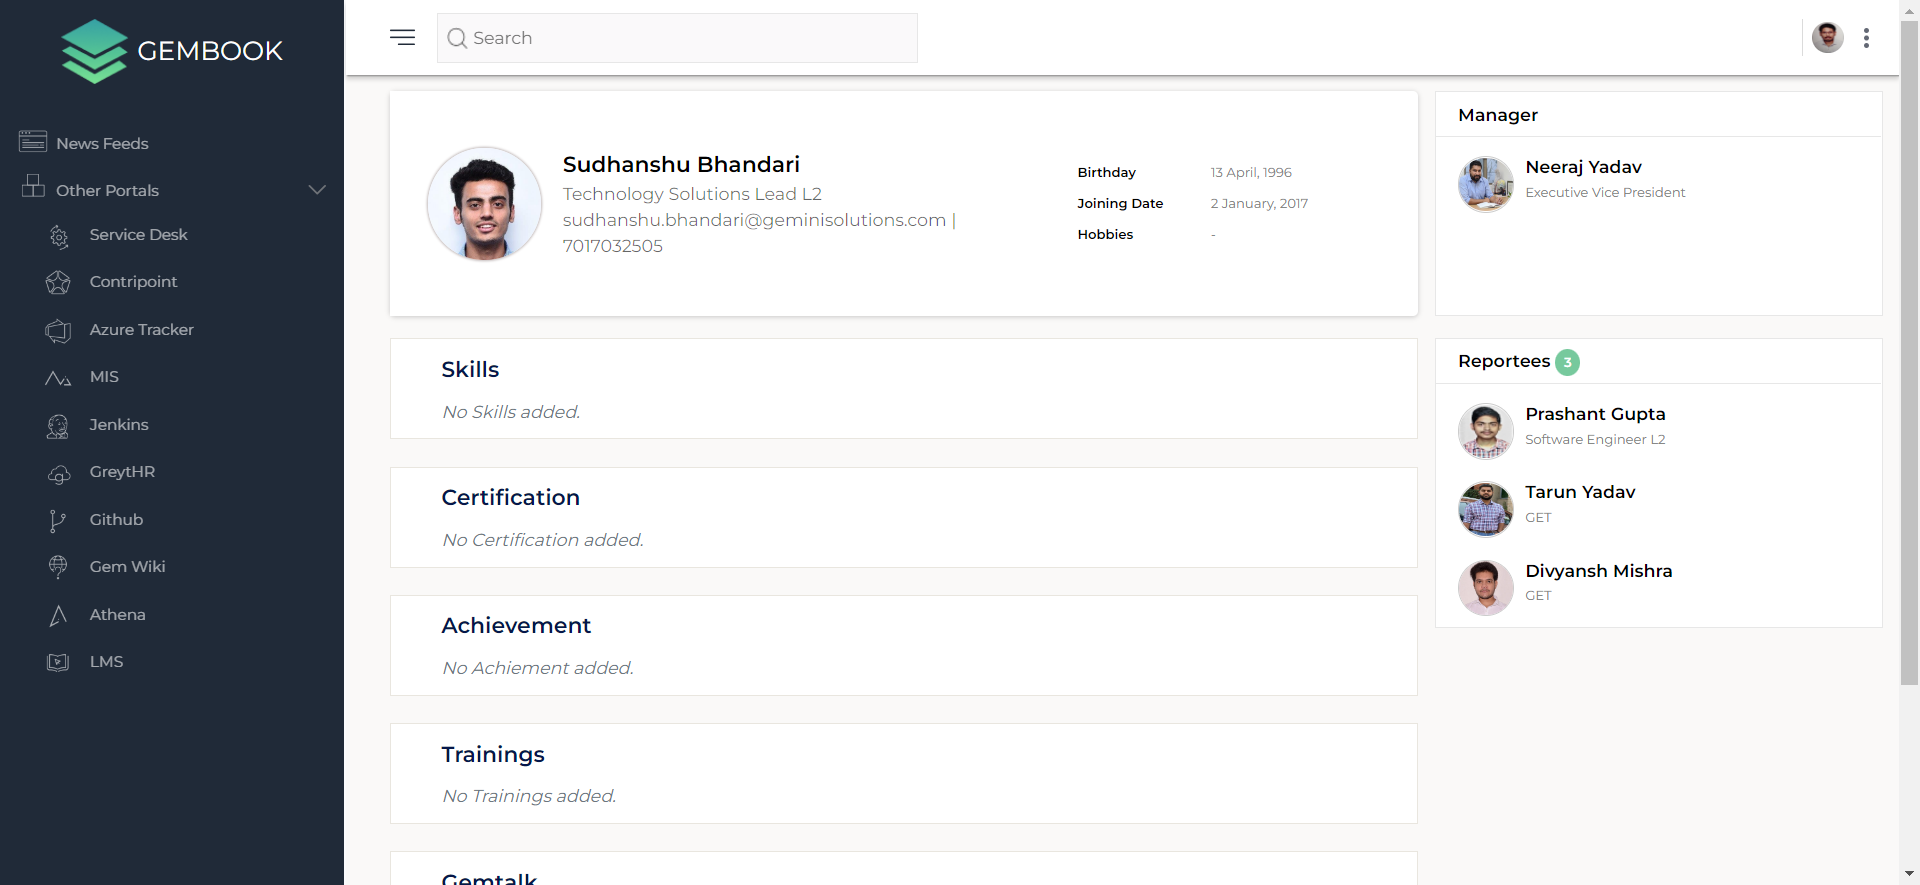 GEMBOOK
News Feeds
Other Portals
Service Desk
Contripoint
Azure Tracker
MIS
Jenkins
GreytHR
Github
Gem Wiki
Athena
LMS
Search
Sudhanshu Bhandari
Technology Solutions Lead L2
sudhanshu.bhandari@geminisolutions.com |
7017032505
Birthday 13 April, 1996
Joining Date 2 January, 2017
Hobbies -
Skills
No Skills added.
Certification
No Certification added.
Achievement
No Achiement added.
Trainings
No Trainings added.
Gemtalk
Manager
Neeraj Yadav
Executive Vice President
Reportees 3
Prashant Gupta
Software Engineer L2
Tarun Yadav
GET
Divyansh Mishra
GET